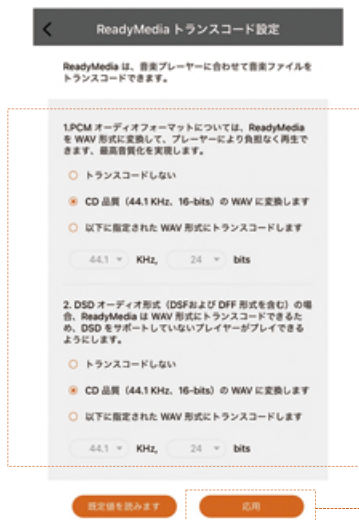 ReadyMedia トランスコード設定
ReadyMedia は、音楽プレーヤーに合わせて音楽ファイルを
トランスコードできます。
1.PCM オーディオフォーマットについては、ReadyMedia
を WAV 形式に変換して、プレーヤーにより負担なく再生で
きます、最高音質化を実現します。
トランスコードしない
CD 品質（44.1 KHz、16-bits）の WAV に変換します
以下に指定された WAV 形式にトランスコードします
44.1 KHz, 24 bits
2. DSD オーディオ形式（DSFおよび DFF 形式を含む）の場
合、ReadyMedia は WAV 形式にトランスコードできるた
め、DSD をサポートしていないプレイヤーがプレイできる
ようにします。
トランスコードしない
CD 品質（44.1 KHz、16-bits）の WAV に変換します
以下に指定された WAV 形式にトランスコードします
44.1 KHz, 24 bits
既定値を読みます 応用